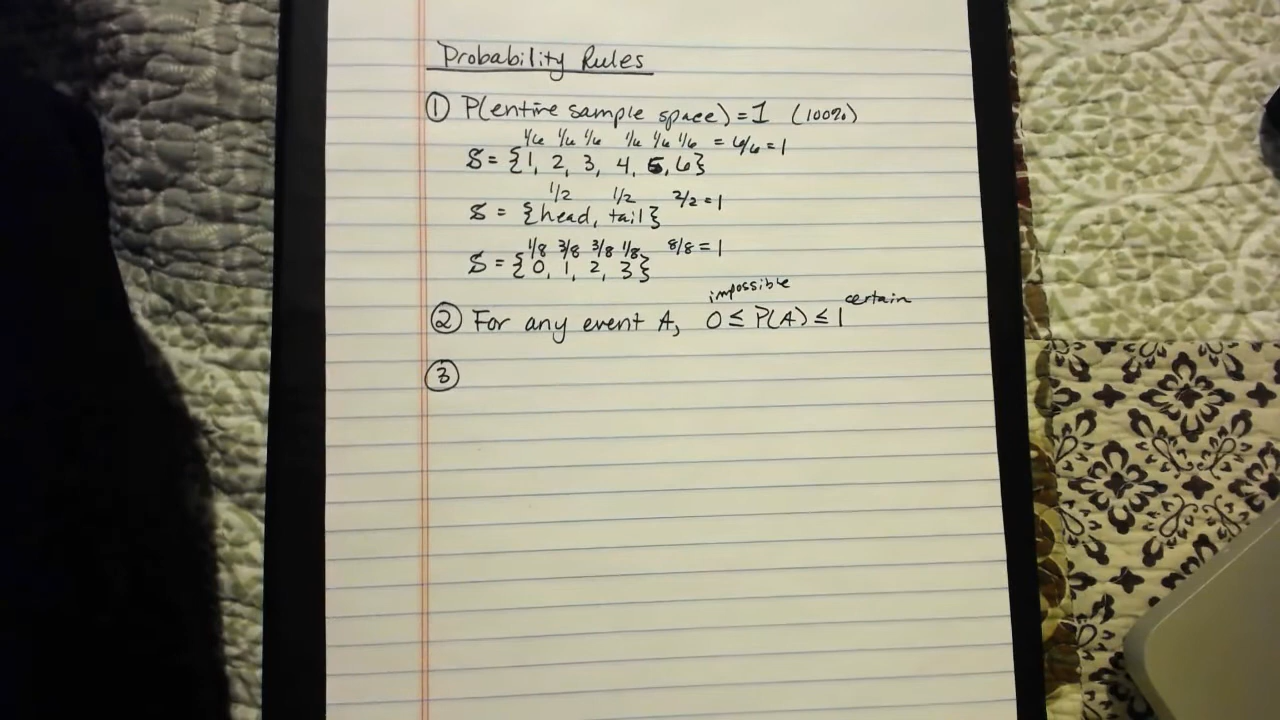 Probability Rules
① P(entire sample space) = 1 (100%)
1/6 1/6 1/6 1/6 1/6 1/6 = 6/6 = 1
S = {1, 2, 3, 4, 5, 6}
1/2 1/2 2/2 = 1
S = {head, tail}
1/8 3/8 3/8 1/8 8/8 = 1
S = {0, 1, 2, 3}
impossible certain
② For any event A, 0 ≤ P(A) ≤ 1
③